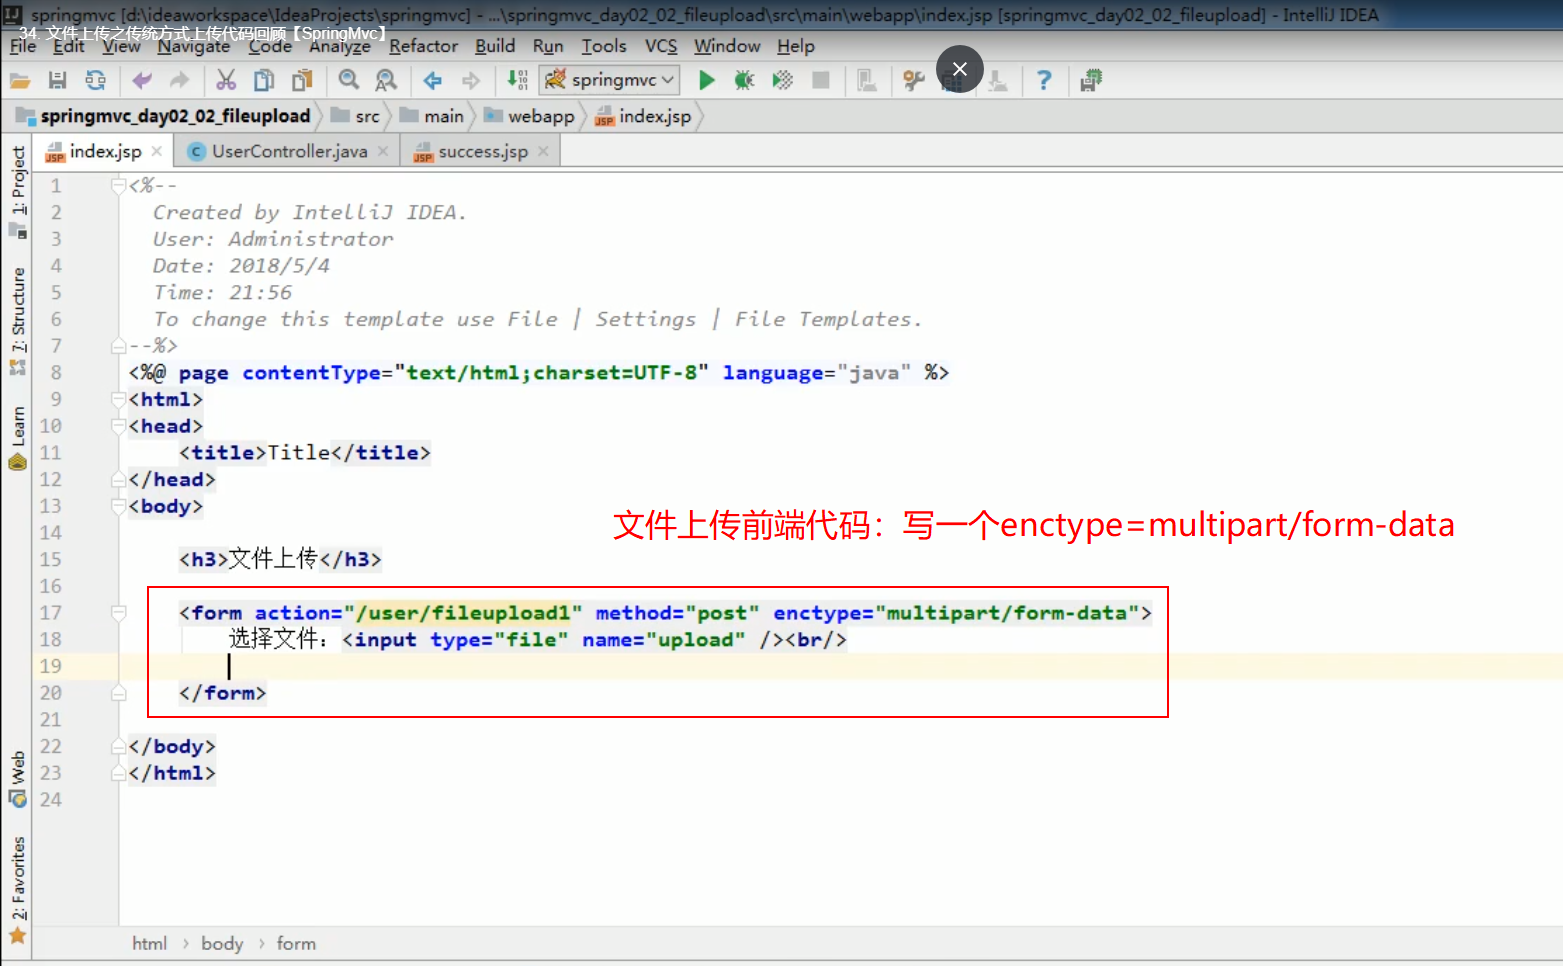 springmvc [d:\ideaworkspace\IdeaProjects\springmvc] - ...\springmvc_day02_02_fileupload\src\main\webapp\index.jsp [springmvc_day02_02_fileupload] - IntelliJ IDEA
34. 文件上传之传统方式上传代码回顾【SpringMvc】
File Edit View Navigate Code Analyze Refactor Build Run Tools VCS Window Help
springmvc
springmvc_day02_02_fileupload src main webapp index.jsp
index.jsp UserController.java success.jsp
1: Project
7: Structure
Learn
Web
2: Favorites
1 <%--
2 Created by IntelliJ IDEA.
3 User: Administrator
4 Date: 2018/5/4
5 Time: 21:56
6 To change this template use File | Settings | File Templates.
7 --%>
8 <%@ page contentType="text/html;charset=UTF-8" language="java" %>
9 <html>
10 <head>
11 <title>Title</title>
12 </head>
13 <body>
14
文件上传前端代码：写一个enctype=multipart/form-data
15 <h3>文件上传</h3>
16
17 <form action="/user/fileupload1" method="post" enctype="multipart/form-data">
18 选择文件：<input type="file" name="upload" /><br/>
19
20 </form>
21
22 </body>
23 </html>
24
html › body › form